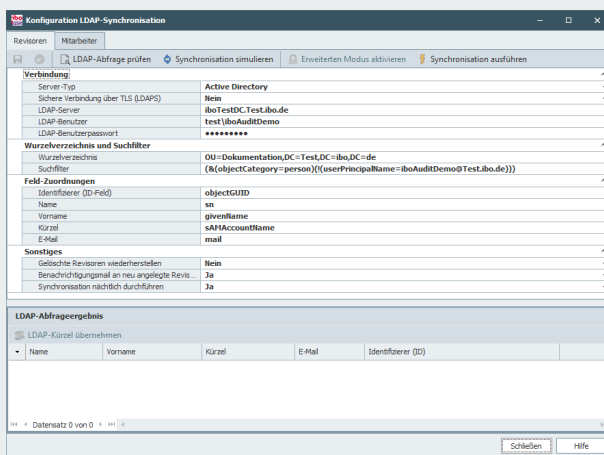 Konfiguration LDAP-Synchronisation
Revisoren Mitarbeiter
LDAP-Abfrage prüfen Synchronisation simulieren Erweiterten Modus aktivieren Synchronisation ausführen
Verbindung
Server-Typ Active Directory
Sichere Verbindung über TLS (LDAPS) Nein
LDAP-Server iboTestDC.Test.ibo.de
LDAP-Benutzer test\iboAuditDemo
LDAP-Benutzerpasswort ●●●●●●●●●
Wurzelverzeichnis und Suchfilter
Wurzelverzeichnis OU=Dokumentation,DC=Test,DC=ibo,DC=de
Suchfilter (&(objectCategory=person)(!(userPrincipalName=iboAuditDemo@Test.ibo.de)))
Feld-Zuordnungen
Identifizierer (ID-Feld) objectGUID
Name sn
Vorname givenName
Kürzel sAMAccountName
E-Mail mail
Sonstiges
Gelöschte Revisoren wiederherstellen Nein
Benachrichtigungsmail an neu angelegte Revis... Ja
Synchronisation nächtlich durchführen Ja
LDAP-Abfrageergebnis
LDAP-Kürzel übernehmen
Name Vorname Kürzel E-Mail Identifizierer (ID)
Datensatz 0 von 0
Schließen Hilfe